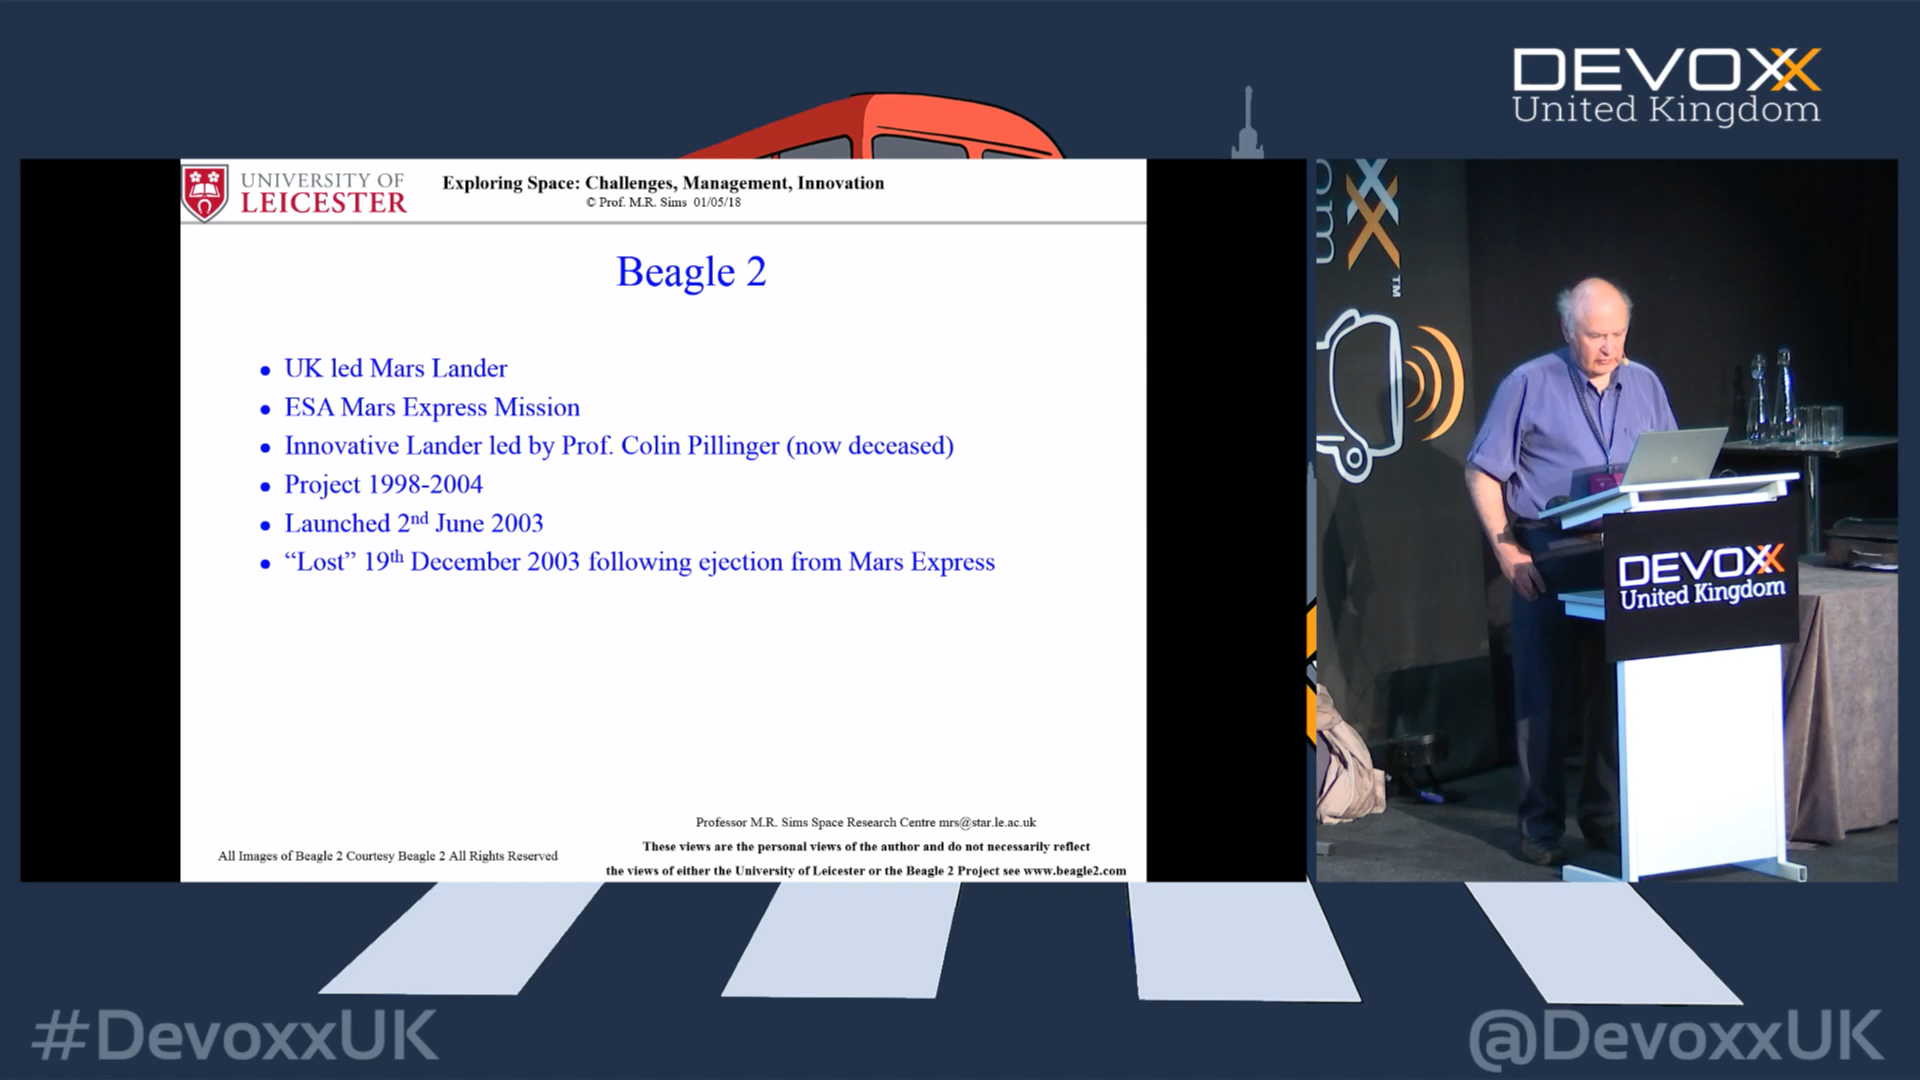 DEVOXX
United Kingdom
UNIVERSITY OF
LEICESTER
Exploring Space: Challenges, Management, Innovation
© Prof. M.R. Sims 01/05/18
Beagle 2
• UK led Mars Lander
• ESA Mars Express Mission
• Innovative Lander led by Prof. Colin Pillinger (now deceased)
• Project 1998-2004
• Launched 2nd June 2003
• “Lost” 19th December 2003 following ejection from Mars Express
Professor M.R. Sims Space Research Centre mrs@star.le.ac.uk
All Images of Beagle 2 Courtesy Beagle 2 All Rights Reserved
These views are the personal views of the author and do not necessarily reflect
the views of either the University of Leicester or the Beagle 2 Project see www.beagle2.com
TM
DEVOXX
United Kingdom
#DevoxxUK
@DevoxxUK